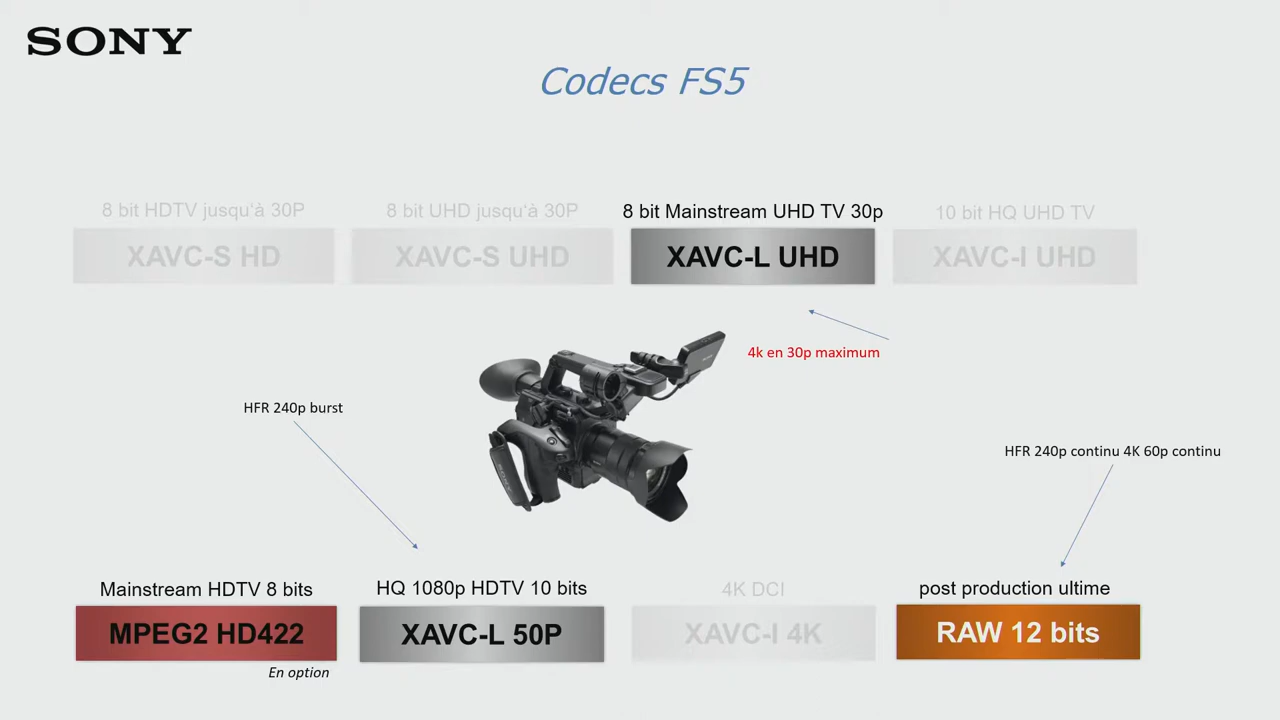 SONY
Codecs FS5
8 bit HDTV jusqu'à 30P
8 bit UHD jusqu'à 30P
8 bit Mainstream UHD TV 30p
10 bit HQ UHD TV
XAVC-S HD
XAVC-S UHD
XAVC-L UHD
XAVC-I UHD
4k en 30p maximum
HFR 240p burst
HFR 240p continu 4K 60p continu
SONY
Mainstream HDTV 8 bits
HQ 1080p HDTV 10 bits
4K DCI
post production ultime
MPEG2 HD422
XAVC-L 50P
XAVC-I 4K
RAW 12 bits
En option